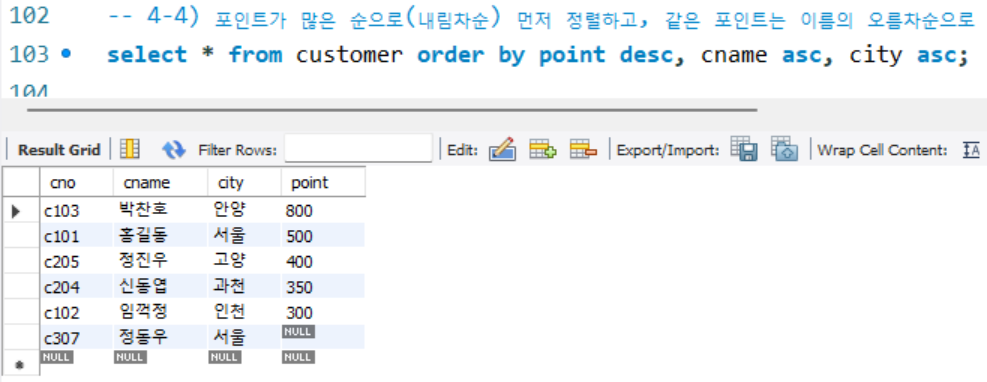 102 -- 4-4) 포인트가 많은 순으로(내림차순) 먼저 정렬하고, 같은 포인트는 이름의 오름차순으로
103 select * from customer order by point desc, cname asc, city asc;
104
Result Grid Filter Rows: Edit: Export/Import: Wrap Cell Content:
cno cname city point
c103 박찬호 안양 800
c101 홍길동 서울 500
c205 정진우 고양 400
c204 신동엽 과천 350
c102 임꺽정 인천 300
c307 정동우 서울 NULL
NULL NULL NULL NULL